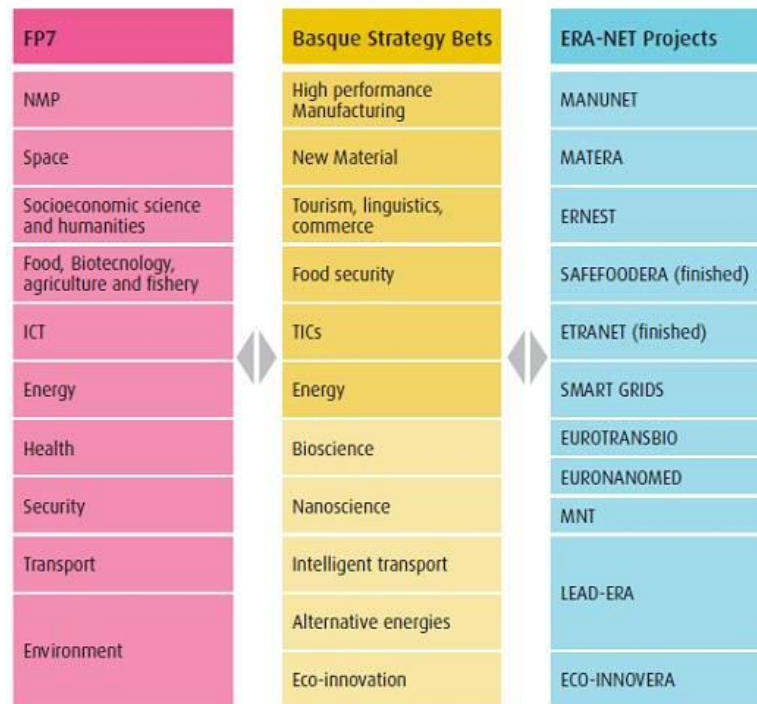 FP7
NMP
Space
Socioeconomic science
and humanities
Food, Biotecnology,
agriculture and fishery
ICT
Energy
Health
Security
Transport
Environment
Basque Strategy Bets
High performance
Manufacturing
New Material
Tourism, linguistics,
commerce
Food security
TICs
Energy
Bioscience
Nanoscience
Intelligent transport
Alternative energies
Eco-innovation
ERA-NET Projects
MANUNET
MATERA
ERNEST
SAFEFOODERA (finished)
ETRANET (finished)
SMART GRIDS
EUROTRANSBIO
EURONANOMED
MNT
LEAD-ERA
ECO-INNOVERA